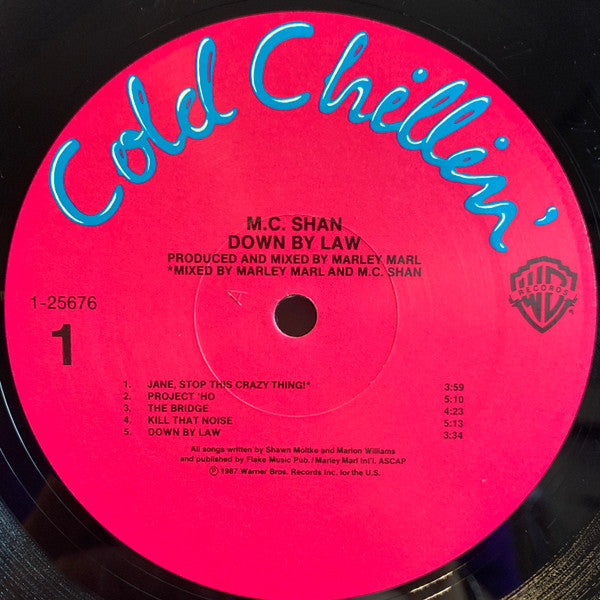 Cold Chillin'
M.C. SHAN
DOWN BY LAW
PRODUCED AND MIXED BY MARLEY MARL
*MIXED BY MARLEY MARL AND M.C. SHAN
A
1-25676
1
WB
RECORDS
1. JANE, STOP THIS CRAZY THING!* 3:59
2. PROJECT 'HO 5:10
3. THE BRIDGE 4:23
4. KILL THAT NOISE 5:13
5. DOWN BY LAW 3:34
All songs written by Shawn Moltke and Marlon Williams
and published by Flake Music Pub. / Marley Marl Int'l. ASCAP
℗ 1987 Warner Bros. Records Inc. for the U.S.